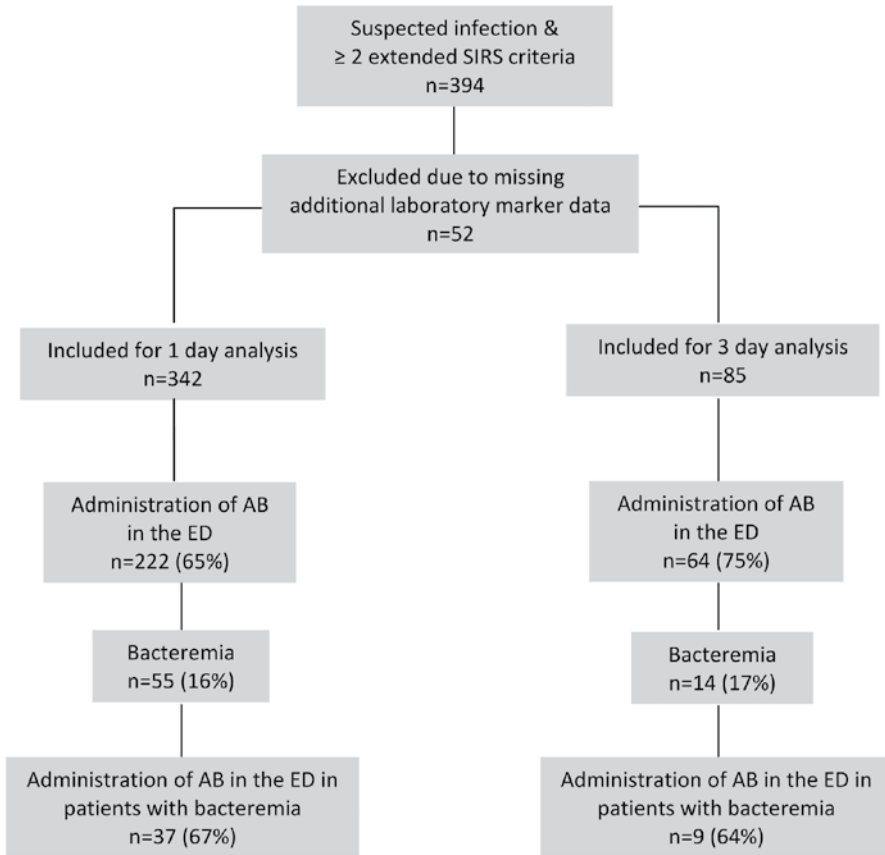 Suspected infection &
≥ 2 extended SIRS criteria
n=394
Excluded due to missing
additional laboratory marker data
n=52
Included for 1 day analysis
n=342
Included for 3 day analysis
n=85
Administration of AB
in the ED
n=222 (65%)
Administration of AB
in the ED
n=64 (75%)
Bacteremia
n=55 (16%)
Bacteremia
n=14 (17%)
Administration of AB in the ED in
patients with bacteremia
n=37 (67%)
Administration of AB in the ED in
patients with bacteremia
n=9 (64%)